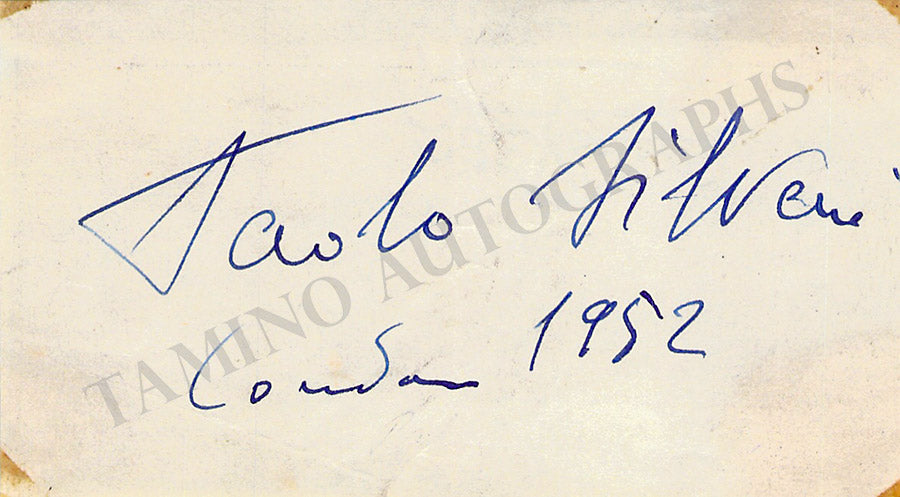 Paolo Silveri
London 1952
TAMINO AUTOGRAPHS